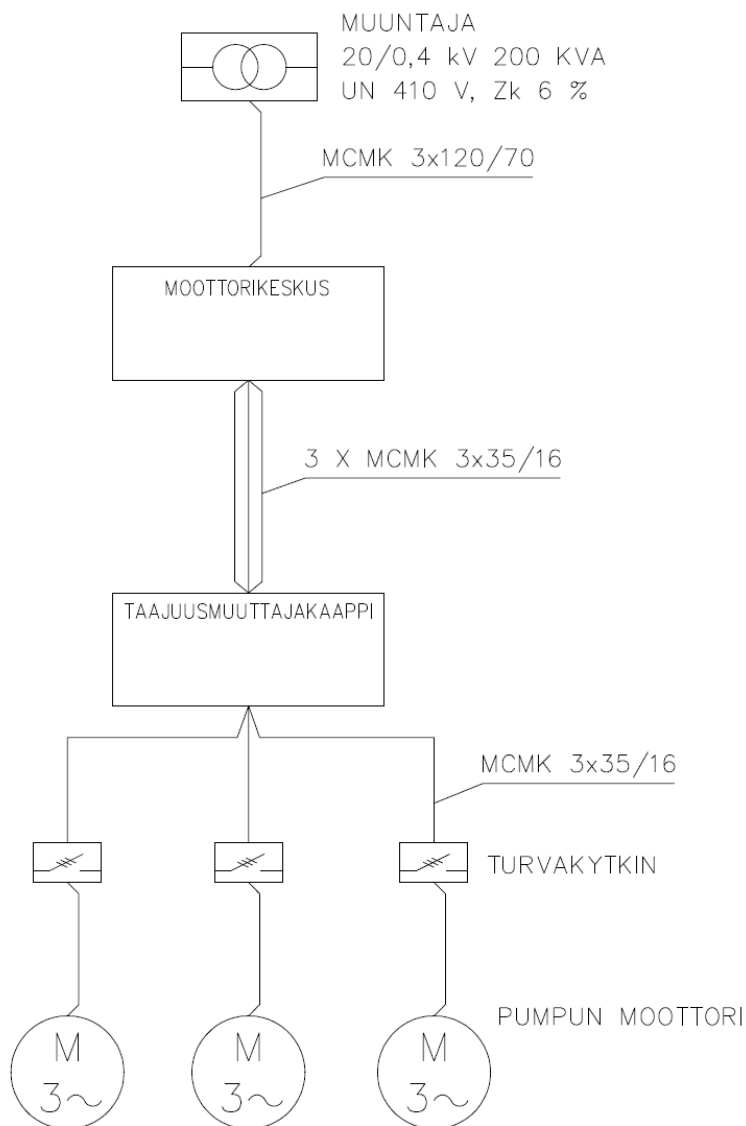 MUUNTAJA
20/0,4 kV 200 KVA
UN 410 V, Zk 6 %
MCMK 3x120/70
MOOTTORIKESKUS
3 X MCMK 3x35/16
TAAJUUSMUUTTAJAKAAPPI
MCMK 3x35/16
TURVAKYTKIN
PUMPUN MOOTTORI
M
3~
M
3~
M
3~